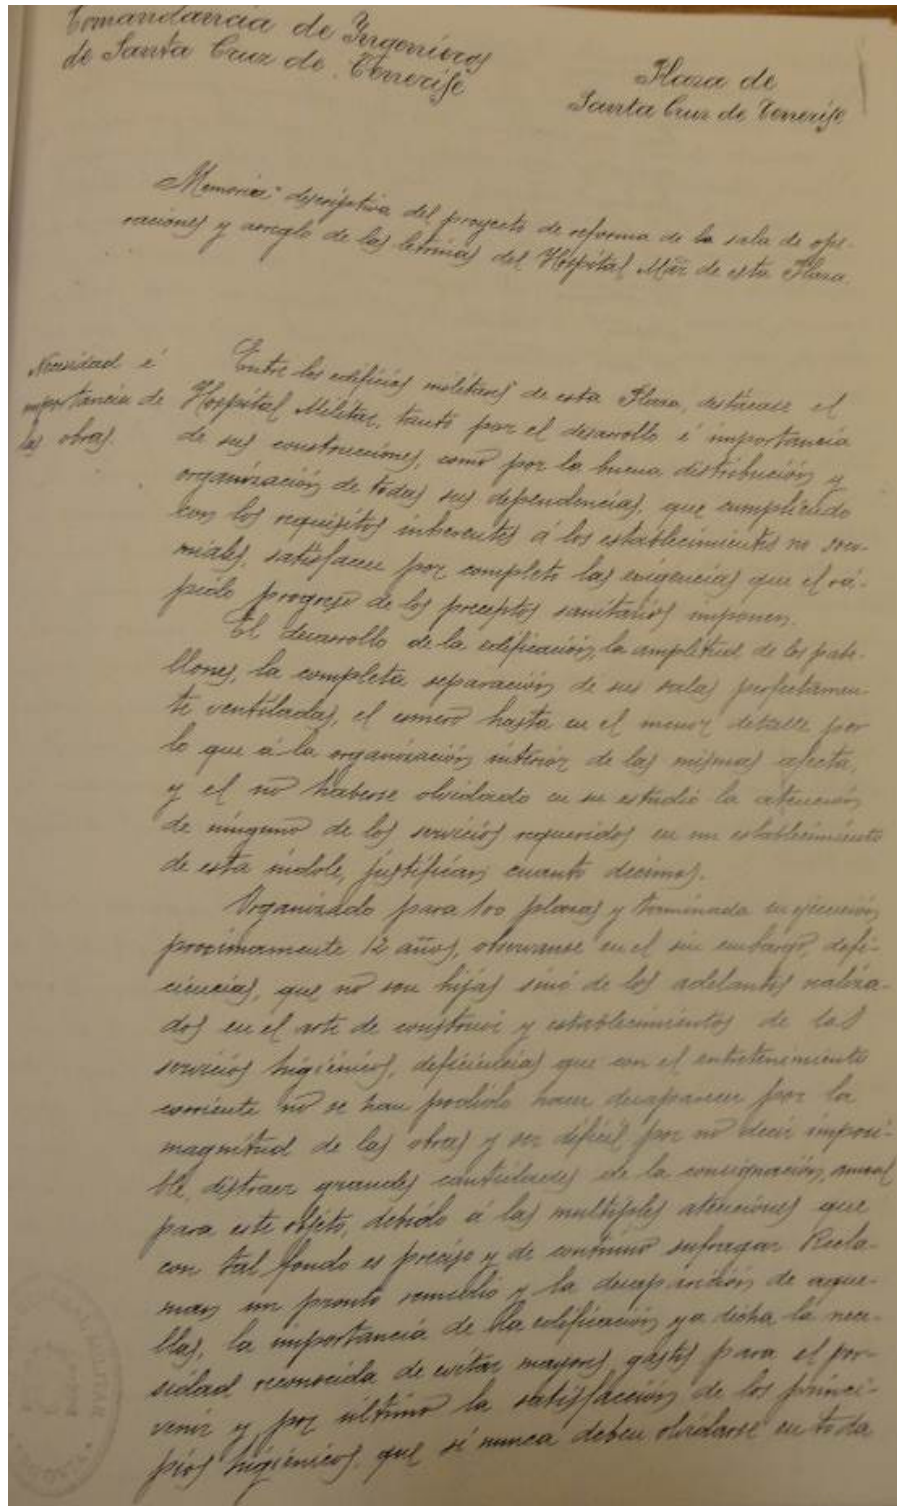 Comandancia de Ingenieros
de Santa Cruz de Tenerife
Plaza de
Santa Cruz de Tenerife
Memoria descriptiva del proyecto de reforma de la sala de ope-
raciones y arreglo de las letrinas del Hospital Mar de esta Plaza.
Necesidad é
importancia de
las obras.
Entre los edificios militares de esta Plaza, destácase el
Hospital Militar, tanto por el desarrollo é importancia
de sus construcciones, como por la buena distribución y
organización de todas sus dependencias, que cumpliendo
con los requisitos inherentes á los establecimientos no soco-
miales, satisfacen por completo las exigencias que el rá-
pido progreso de los preceptos sanitarios imponen.
El desarrollo de la edificación, la amplitud de los pabe-
llones, la completa separación de sus salas perfectamen-
te ventiladas, el esmero hasta en el menor detalle por
lo que á la organización interior de las mismas afecta,
y el no haberse olvidado en su estudio la atención
de ninguno de los servicios requeridos en un establecimiento
de esta indole, justifican cuanto decimos.
Organizado para 100 plazas y terminada su ejecución
proximamente 12 años, observanse en el sin embargo, defi-
ciencias, que no son hijas sinó de los adelantos realiza-
dos en el arte de construir y establecimientos de los
servicios higiénicos, deficiencias que con el entretenimiento
corriente no se han podido hacer desaparecer por la
magnitud de las obras y ser dificil, por no decir imposi-
ble, distraer grandes cantidades de la consignación anual
para este objeto, debido á las multiples atenciones que
con tal fondo es preciso y de continuo sufragar. Recla-
man un pronto remedio y la desaparición de aque-
llas, la importancia de la edificación ya dicha la nece-
sidad reconocida de evitar mayores gastos para el por-
venir y por ultimo la satisfacción de los princi-
pios higiénicos, que si nunca deben olvidarse en toda